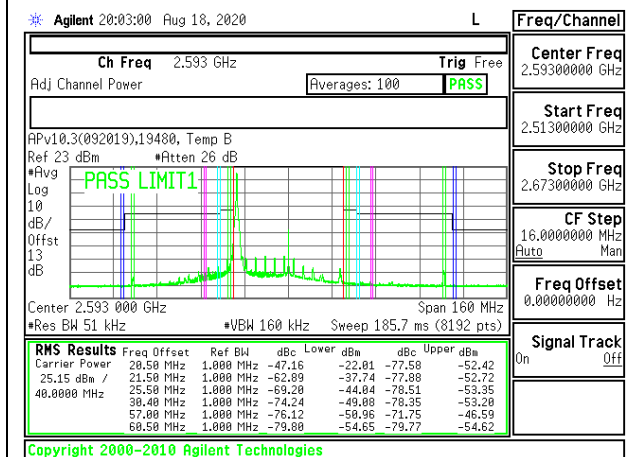 Agilent 20:03:00 Aug 18, 2020 L
Freq/Channel
Ch Freq 2.593 GHz Trig Free
Adj Channel Power Averages: 100 PASS
APv10.3(092019),19480, Temp B
Ref 23 dBm #Atten 26 dB
#Avg
Log
10
dB/
Offst
13
dB
PASS LIMIT1
Center 2.593 000 GHz Span 160 MHz
#Res BW 51 kHz #VBW 160 kHz Sweep 185.7 ms (8192 pts)
RMS Results Freq Offset Ref BW dBc Lower dBm dBc Upper dBm
Carrier Power 20.50 MHz 1.000 MHz -47.16 -22.01 -77.58 -52.42
25.15 dBm / 21.50 MHz 1.000 MHz -62.89 -37.74 -77.88 -52.72
40.0000 MHz 25.50 MHz 1.000 MHz -69.20 -44.04 -78.51 -53.35
30.40 MHz 1.000 MHz -74.24 -49.08 -78.35 -53.20
57.00 MHz 1.000 MHz -76.12 -50.96 -71.75 -46.59
60.50 MHz 1.000 MHz -79.80 -54.65 -79.77 -54.62
Copyright 2000-2010 Agilent Technologies
Center Freq
2.59300000 GHz
Start Freq
2.51300000 GHz
Stop Freq
2.67300000 GHz
CF Step
16.0000000 MHz
Auto Man
Freq Offset
0.00000000 Hz
Signal Track
On Off